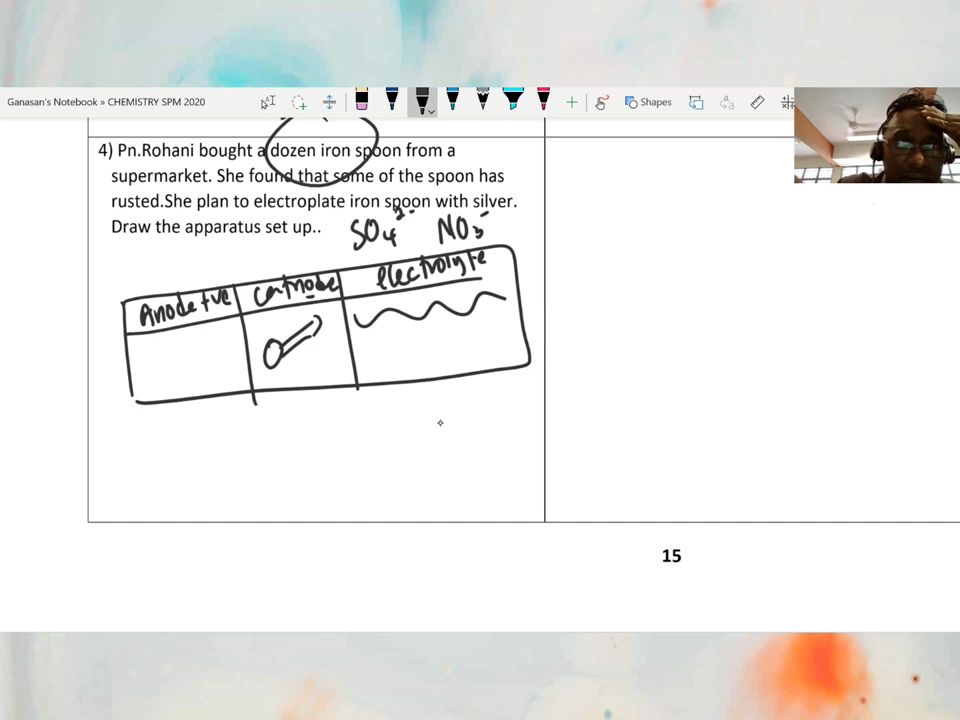 Ganasan's Notebook » CHEMISTRY SPM 2020
Shapes
4) Pn.Rohani bought a dozen iron spoon from a
supermarket. She found that some of the spoon has
rusted.She plan to electroplate iron spoon with silver.
Draw the apparatus set up..
SO₄²⁻ NO₃⁻
Anode +ve cathode electrolyte
15